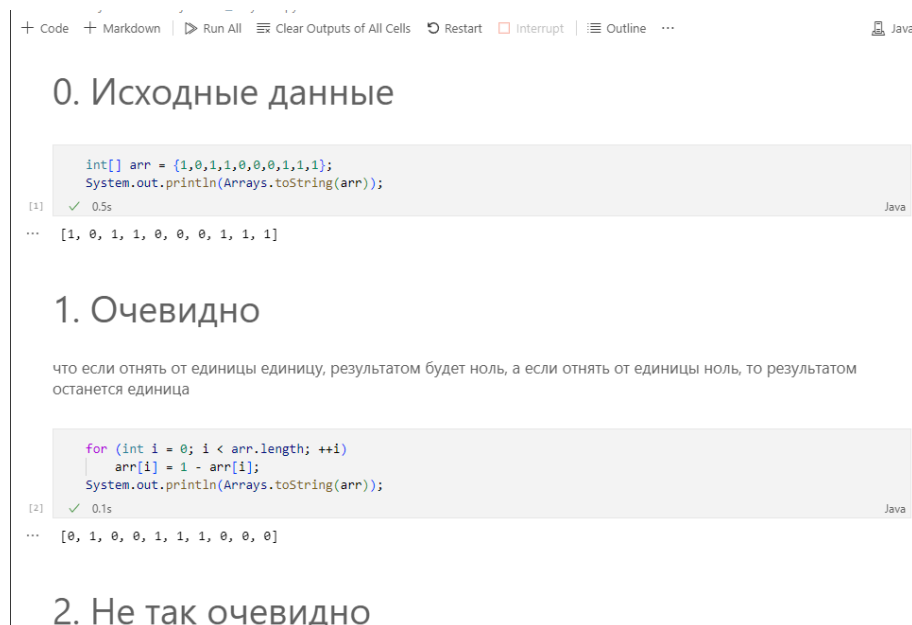 Code Markdown Run All Clear Outputs of All Cells Restart Interrupt Outline ... Java
0. Исходные данные
int[] arr = {1,0,1,1,0,0,0,1,1,1};
System.out.println(Arrays.toString(arr));
[1] ✓ 0.5s Java
... [1, 0, 1, 1, 0, 0, 0, 1, 1, 1]
1. Очевидно
что если отнять от единицы единицу, результатом будет ноль, а если отнять от единицы ноль, то результатом
останется единица
for (int i = 0; i < arr.length; ++i)
arr[i] = 1 - arr[i];
System.out.println(Arrays.toString(arr));
[2] ✓ 0.1s Java
... [0, 1, 0, 0, 1, 1, 1, 0, 0, 0]
2. Не так очевидно